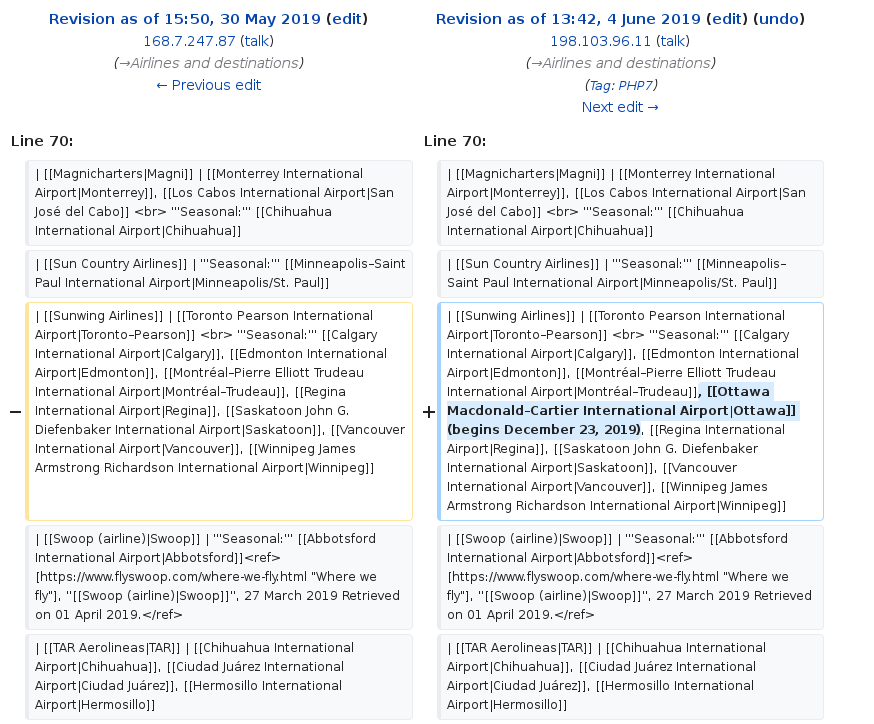 Revision as of 15:50, 30 May 2019 (edit)
168.7.247.87 (talk)
(→Airlines and destinations)
← Previous edit
Revision as of 13:42, 4 June 2019 (edit) (undo)
198.103.96.11 (talk)
(→Airlines and destinations)
(Tag: PHP7)
Next edit →
Line 70:
Line 70:
| [[Magnicharters|Magni]] | [[Monterrey International
Airport|Monterrey]], [[Los Cabos International Airport|San
José del Cabo]] <br> '''Seasonal:''' [[Chihuahua
International Airport|Chihuahua]]
| [[Magnicharters|Magni]] | [[Monterrey International
Airport|Monterrey]], [[Los Cabos International Airport|San
José del Cabo]] <br> '''Seasonal:''' [[Chihuahua
International Airport|Chihuahua]]
| [[Sun Country Airlines]] | '''Seasonal:''' [[Minneapolis–Saint
Paul International Airport|Minneapolis/St. Paul]]
| [[Sun Country Airlines]] | '''Seasonal:''' [[Minneapolis–
Saint Paul International Airport|Minneapolis/St. Paul]]
−
| [[Sunwing Airlines]] | [[Toronto Pearson International
Airport|Toronto–Pearson]] <br> '''Seasonal:''' [[Calgary
International Airport|Calgary]], [[Edmonton International
Airport|Edmonton]], [[Montréal–Pierre Elliott Trudeau
International Airport|Montréal–Trudeau]], [[Regina
International Airport|Regina]], [[Saskatoon John G.
Diefenbaker International Airport|Saskatoon]], [[Vancouver
International Airport|Vancouver]], [[Winnipeg James
Armstrong Richardson International Airport|Winnipeg]]
+
| [[Sunwing Airlines]] | [[Toronto Pearson International
Airport|Toronto–Pearson]] <br> '''Seasonal:''' [[Calgary
International Airport|Calgary]], [[Edmonton International
Airport|Edmonton]], [[Montréal–Pierre Elliott Trudeau
International Airport|Montréal–Trudeau]], [[Ottawa
Macdonald–Cartier International Airport|Ottawa]]
(begins December 23, 2019), [[Regina International
Airport|Regina]], [[Saskatoon John G. Diefenbaker
International Airport|Saskatoon]], [[Vancouver
International Airport|Vancouver]], [[Winnipeg James
Armstrong Richardson International Airport|Winnipeg]]
| [[Swoop (airline)|Swoop]] | '''Seasonal:''' [[Abbotsford
International Airport|Abbotsford]]<ref>
[https://www.flyswoop.com/where-we-fly.html "Where we
fly"], ''[[Swoop (airline)|Swoop]]'', 27 March 2019 Retrieved
on 01 April 2019.</ref>
| [[Swoop (airline)|Swoop]] | '''Seasonal:''' [[Abbotsford
International Airport|Abbotsford]]<ref>
[https://www.flyswoop.com/where-we-fly.html "Where we
fly"], ''[[Swoop (airline)|Swoop]]'', 27 March 2019 Retrieved
on 01 April 2019.</ref>
| [[TAR Aerolineas|TAR]] | [[Chihuahua International
Airport|Chihuahua]], [[Ciudad Juárez International
Airport|Ciudad Juárez]], [[Hermosillo International
Airport|Hermosillo]]
| [[TAR Aerolineas|TAR]] | [[Chihuahua International
Airport|Chihuahua]], [[Ciudad Juárez International
Airport|Ciudad Juárez]], [[Hermosillo International
Airport|Hermosillo]]